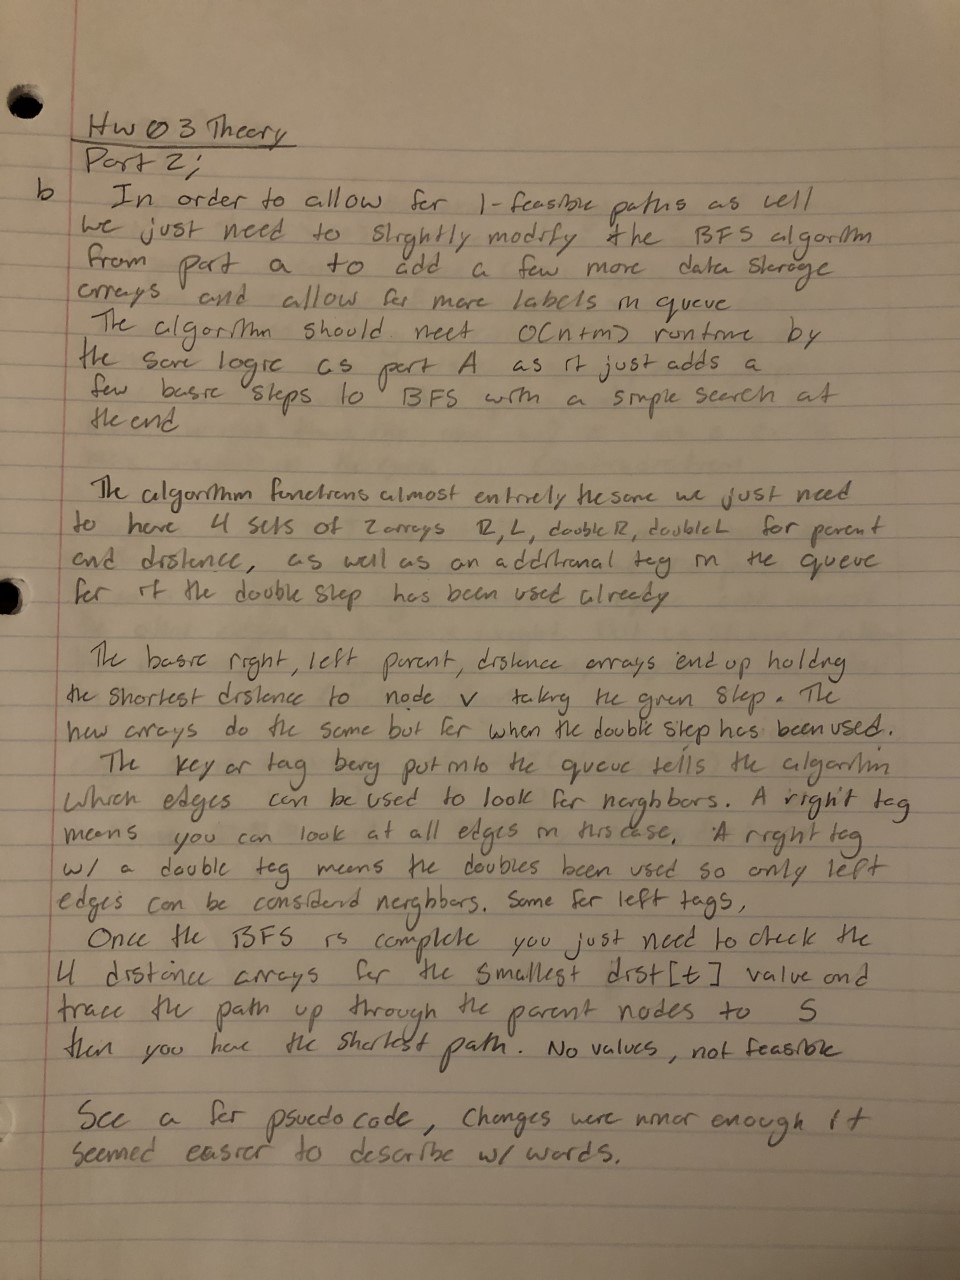 HW 03 Theory
Part 2;
b In order to allow for 1-feasible paths as well
we just need to slightly modify the BFS algorithm
from part a to add a few more data storage
arrays and allow for more labels in queue
The algorithm should meet O(n+m) runtime by
the same logic as part A as it just adds a
few basic steps to BFS with a simple search at
the end
The algorithm functions almost entirely the same we just need
to have 4 sets of 2 arrays R, L, double R, double L for parent
and distance, as well as an additional tag in the queue
for if the double step has been used already
The basic right, left parent, distance arrays end up holding
the shortest distance to node v taking the given step. The
new arrays do the same but for when the double step has been used.
The key or tag being put into the queue tells the algorithm
which edges can be used to look for neighbors. A right tag
means you can look at all edges in this case. A right tag
w/ a double tag means the doubles been used so only left
edges can be considerd neighbors. Same for left tags,
Once the BFS is complete you just need to check the
4 distance arrays for the smallest dist[t] value and
trace the path up through the parent nodes to S
then you have the shortest path. No values, not feasible
See a for psuedo code, changes were minor enough it
seemed easier to describe w/ words.